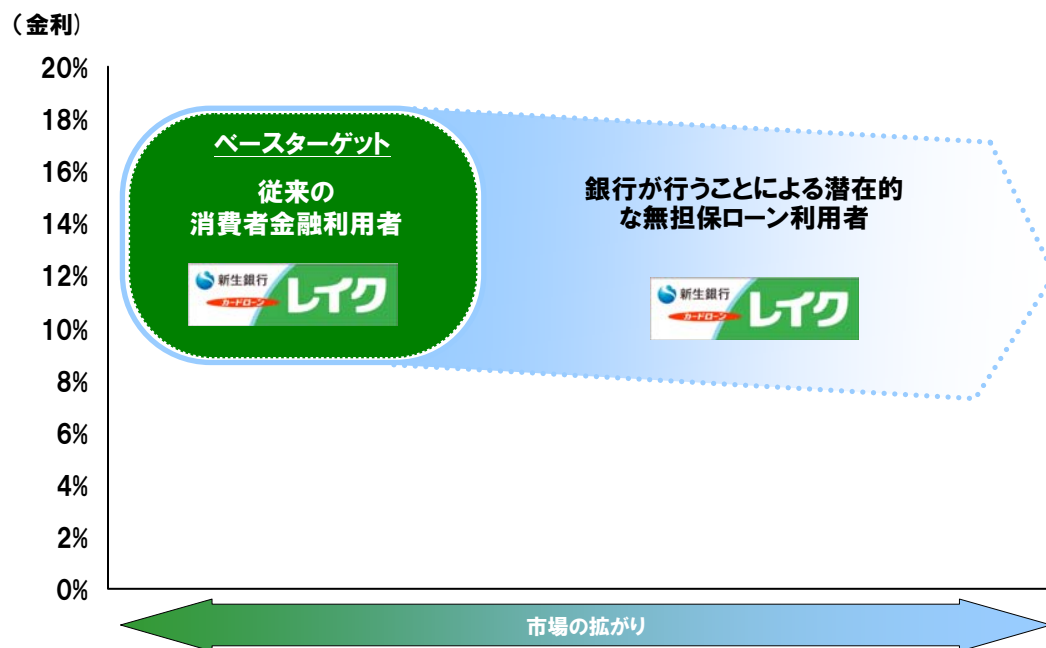 （金利）
20%
18%
16%
14%
12%
10%
8%
6%
4%
2%
0%
ベースターゲット
従来の
消費者金融利用者
新生銀行
カードローン
レイク
銀行が行うことによる潜在的
な無担保ローン利用者
新生銀行
カードローン
レイク
市場の拡がり